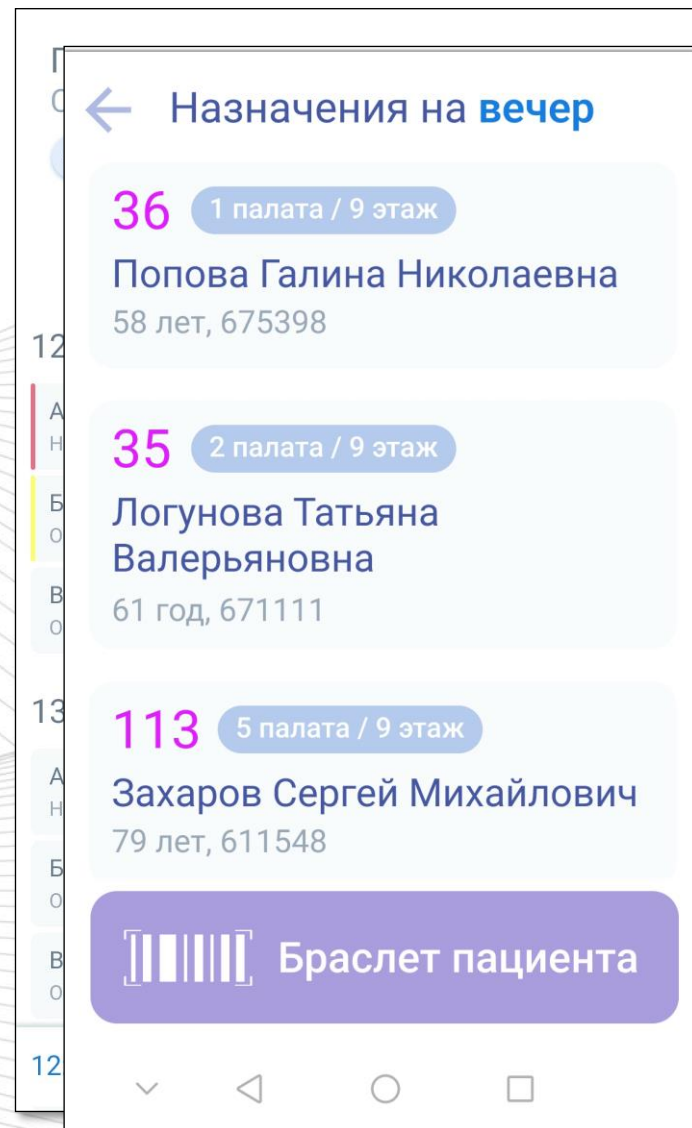 Назначения на вечер
36
1 палата / 9 этаж
Попова Галина Николаевна
58 лет, 675398
35
2 палата / 9 этаж
Логунова Татьяна
Валерьяновна
61 год, 671111
113
5 палата / 9 этаж
Захаров Сергей Михайлович
79 лет, 611548
Браслет пациента